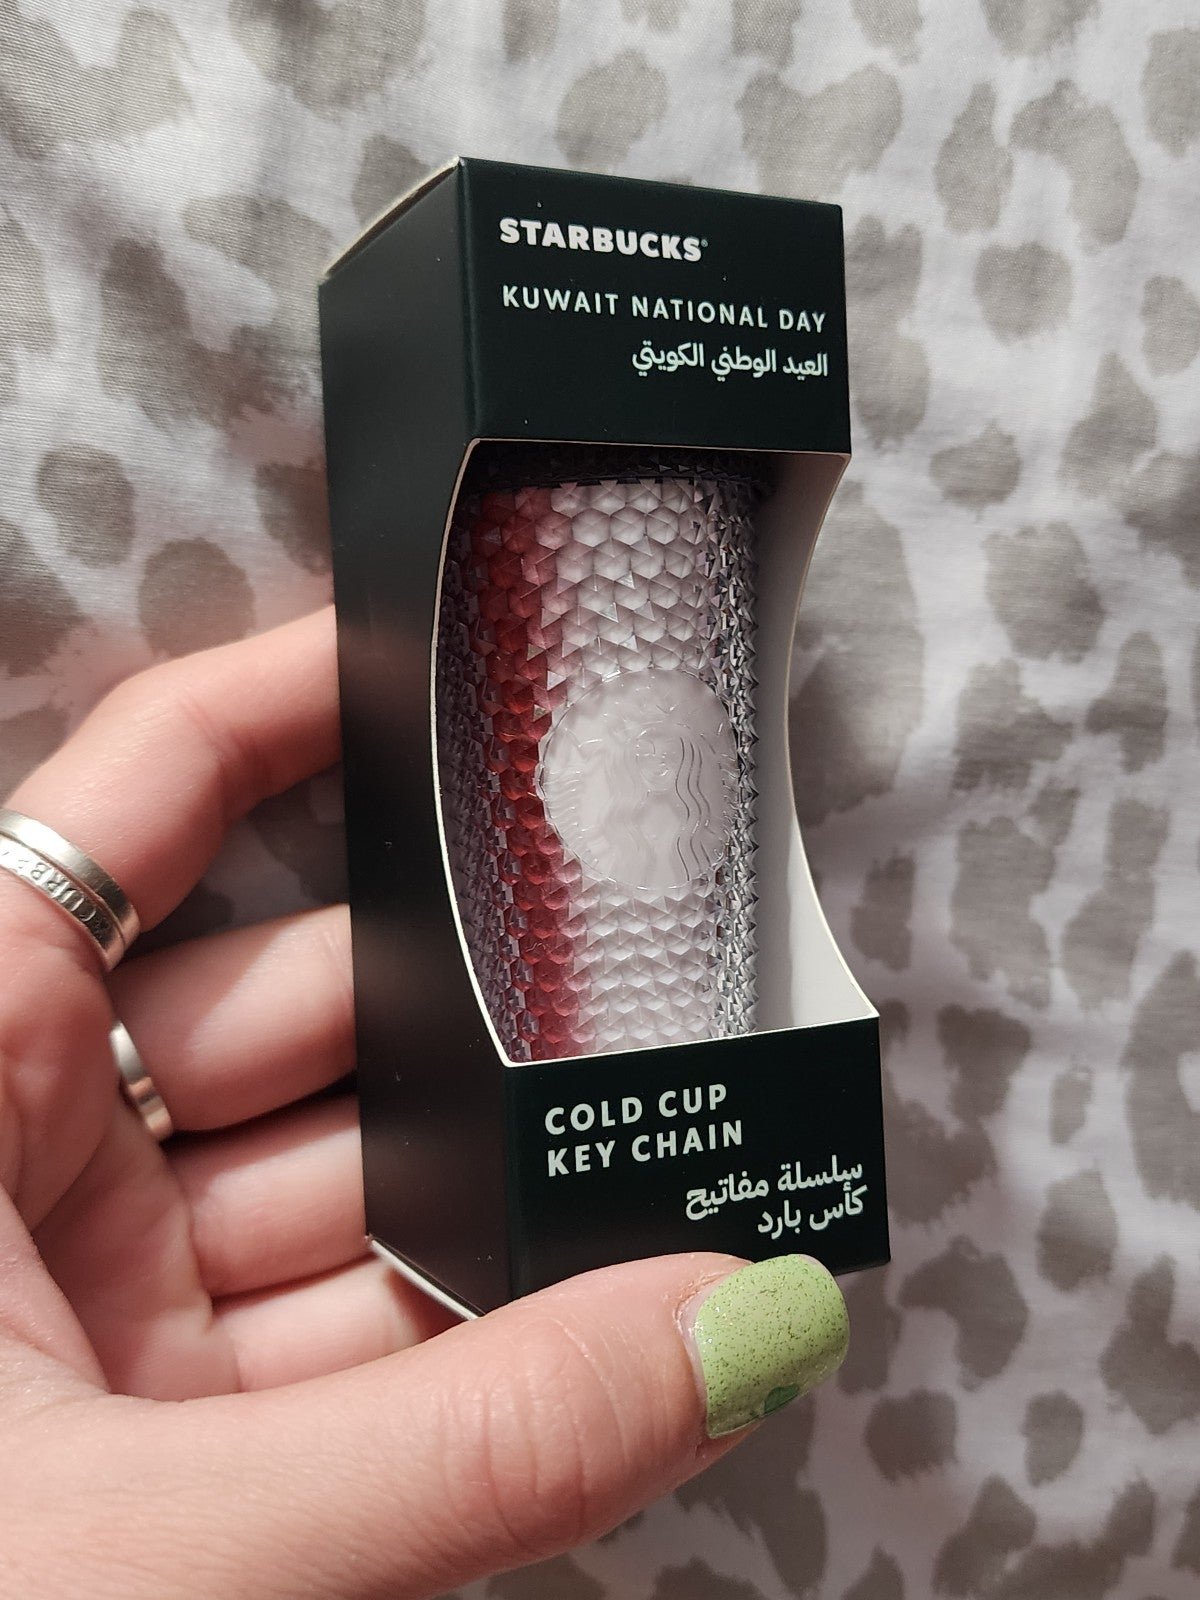 STARBUCKS®
KUWAIT NATIONAL DAY
العيد الوطني الكويتي
COLD CUP
KEY CHAIN
سلسلة مفاتيح
كأس بارد